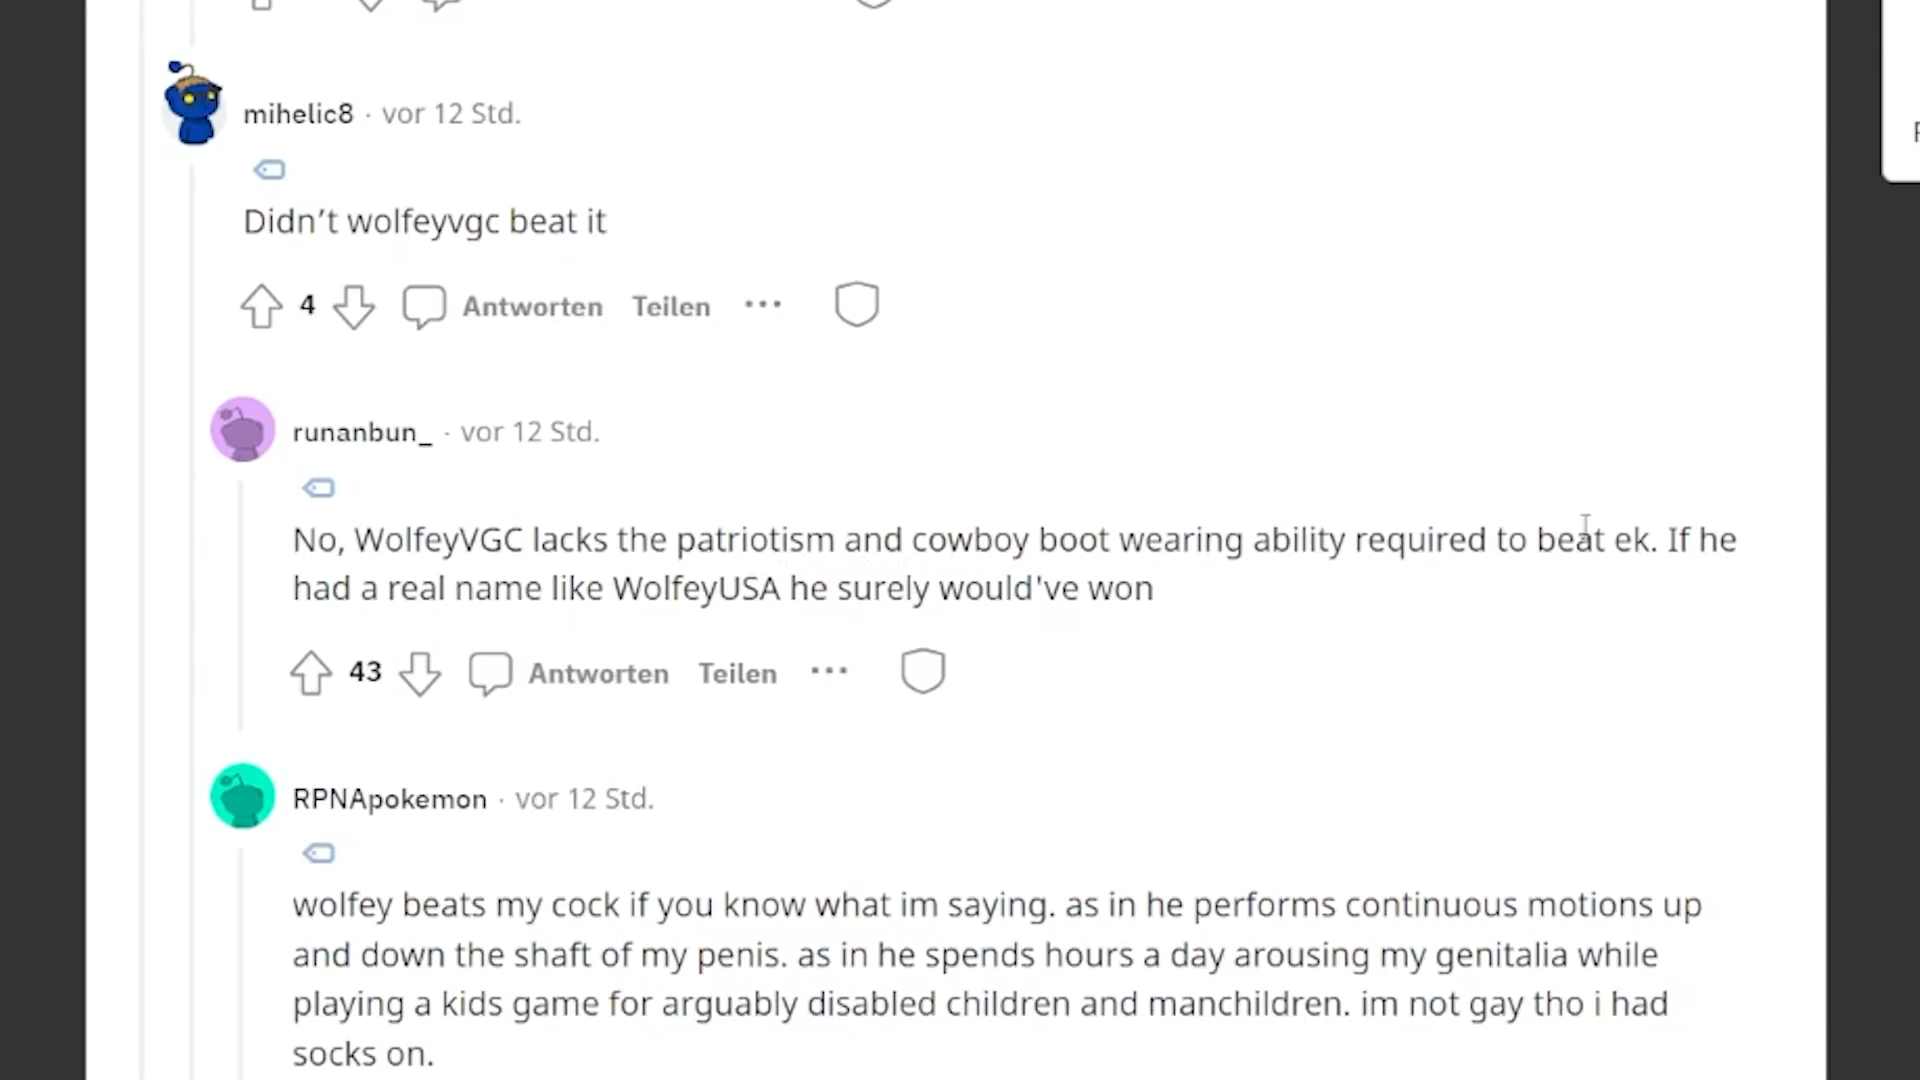 mihelic8 · vor 12 Std.
Didn’t wolfeyvgc beat it
4 Antworten Teilen ···
runanbun_ · vor 12 Std.
No, WolfeyVGC lacks the patriotism and cowboy boot wearing ability required to beat ek. If he
had a real name like WolfeyUSA he surely would've won
43 Antworten Teilen ···
RPNApokemon · vor 12 Std.
wolfey beats my cock if you know what im saying. as in he performs continuous motions up
and down the shaft of my penis. as in he spends hours a day arousing my genitalia while
playing a kids game for arguably disabled children and manchildren. im not gay tho i had
socks on.